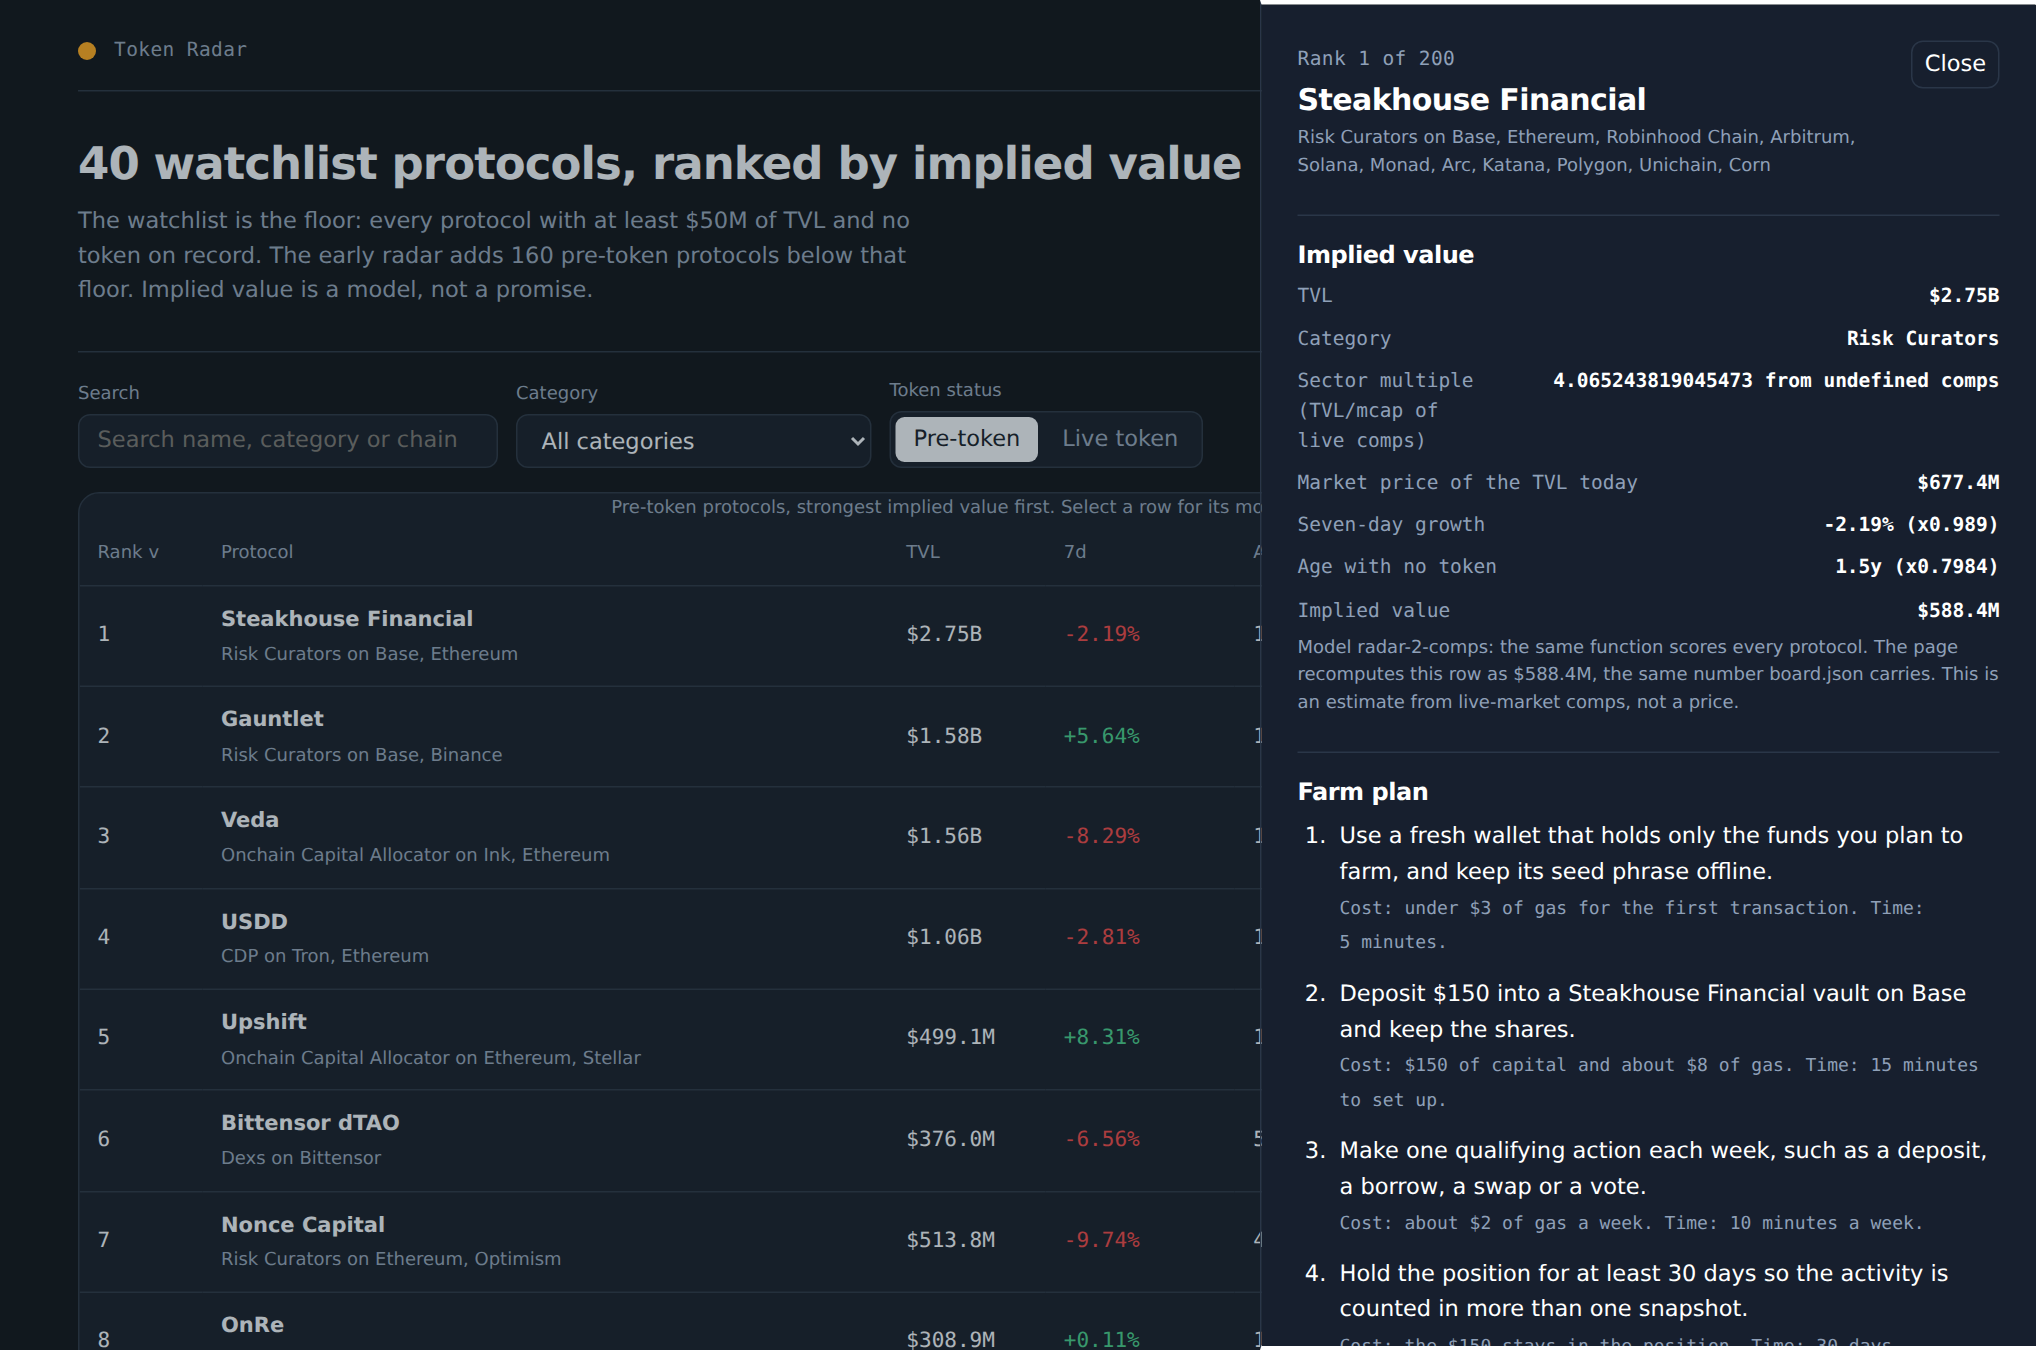 Token Radar
40 watchlist protocols, ranked by implied value
The watchlist is the floor: every protocol with at least $50M of TVL and no
token on record. The early radar adds 160 pre-token protocols below that
floor. Implied value is a model, not a promise.
Search
Category
Token status
Search name, category or chain
All categories
Pre-token
Live token
Pre-token protocols, strongest implied value first. Select a row for its mo
Rank v
Protocol
TVL
7d
1
Steakhouse Financial
Risk Curators on Base, Ethereum
$2.75B
-2.19%
2
Gauntlet
Risk Curators on Base, Binance
$1.58B
+5.64%
3
Veda
Onchain Capital Allocator on Ink, Ethereum
$1.56B
-8.29%
4
USDD
CDP on Tron, Ethereum
$1.06B
-2.81%
5
Upshift
Onchain Capital Allocator on Ethereum, Stellar
$499.1M
+8.31%
6
Bittensor dTAO
Dexs on Bittensor
$376.0M
-6.56%
7
Nonce Capital
Risk Curators on Ethereum, Optimism
$513.8M
-9.74%
8
OnRe
$308.9M
+0.11%
Rank 1 of 200
Close
Steakhouse Financial
Risk Curators on Base, Ethereum, Robinhood Chain, Arbitrum,
Solana, Monad, Arc, Katana, Polygon, Unichain, Corn
Implied value
TVL
$2.75B
Category
Risk Curators
Sector multiple
(TVL/mcap of
live comps)
4.065243819045473 from undefined comps
Market price of the TVL today
$677.4M
Seven-day growth
-2.19% (x0.989)
Age with no token
1.5y (x0.7984)
Implied value
$588.4M
Model radar-2-comps: the same function scores every protocol. The page
recomputes this row as $588.4M, the same number board.json carries. This is
an estimate from live-market comps, not a price.
Farm plan
1. Use a fresh wallet that holds only the funds you plan to
farm, and keep its seed phrase offline.
Cost: under $3 of gas for the first transaction. Time:
5 minutes.
2. Deposit $150 into a Steakhouse Financial vault on Base
and keep the shares.
Cost: $150 of capital and about $8 of gas. Time: 15 minutes
to set up.
3. Make one qualifying action each week, such as a deposit,
a borrow, a swap or a vote.
Cost: about $2 of gas a week. Time: 10 minutes a week.
4. Hold the position for at least 30 days so the activity is
counted in more than one snapshot.
Cost: the $150 stays in the position. Time: 30 days